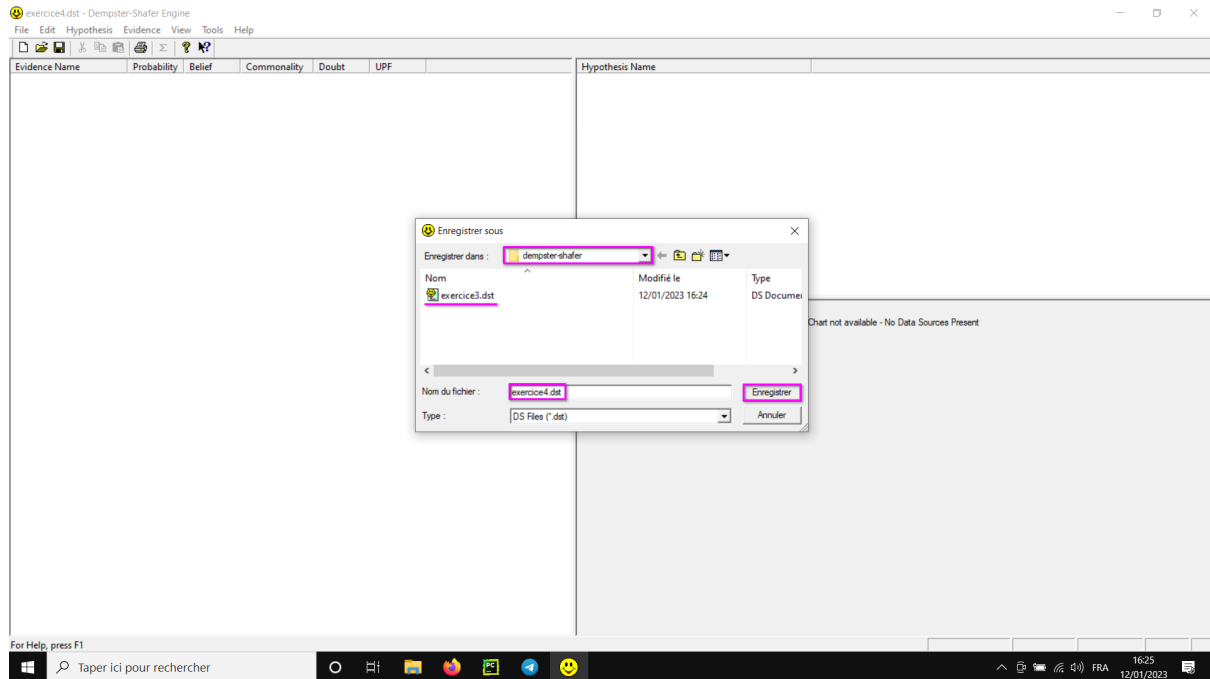 exercice4.dst - Dempster-Shafer Engine
File Edit Hypothesis Evidence View Tools Help
Evidence Name Probability Belief Commonality Doubt UPF Hypothesis Name
Enregistrer sous
Enregistrer dans : dempster-shafer
Nom Modifié le Type
exercice3.dst 12/01/2023 16:24 DS Documen
Chart not available - No Data Sources Present
Nom du fichier : exercice4.dst Enregistrer
Type : DS Files (*.dst) Annuler
For Help, press F1
Taper ici pour rechercher PC FRA 16:25
12/01/2023